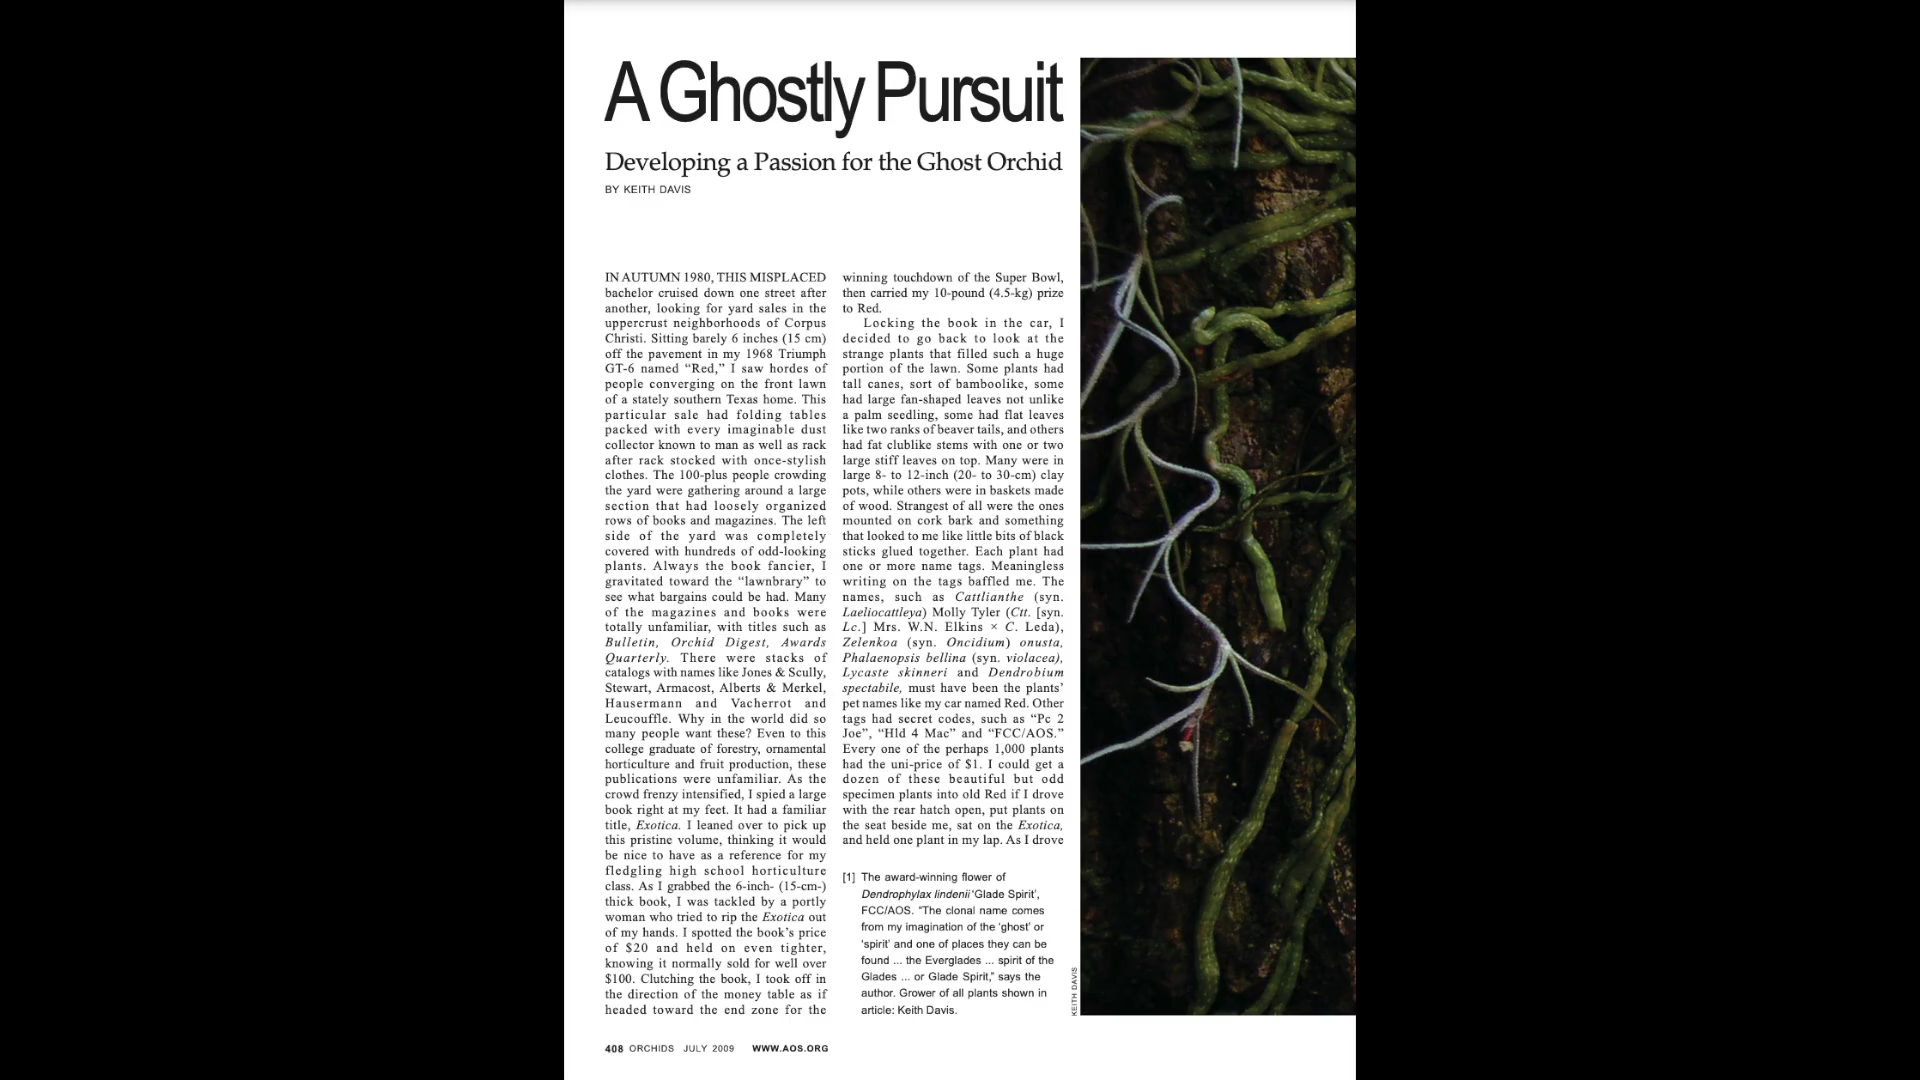 A Ghostly Pursuit
Developing a Passion for the Ghost Orchid
BY KEITH DAVIS
IN AUTUMN 1980, THIS MISPLACED
bachelor cruised down one street after
another, looking for yard sales in the
uppercrust neighborhoods of Corpus
Christi. Sitting barely 6 inches (15 cm)
off the pavement in my 1968 Triumph
GT-6 named “Red,” I saw hordes of
people converging on the front lawn
of a stately southern Texas home. This
particular sale had folding tables
packed with every imaginable dust
collector known to man as well as rack
after rack stocked with once-stylish
clothes. The 100-plus people crowding
the yard were gathering around a large
section that had loosely organized
rows of books and magazines. The left
side of the yard was completely
covered with hundreds of odd-looking
plants. Always the book fancier, I
gravitated toward the “lawnbrary” to
see what bargains could be had. Many
of the magazines and books were
totally unfamiliar, with titles such as
Bulletin, Orchid Digest, Awards
Quarterly. There were stacks of
catalogs with names like Jones & Scully,
Stewart, Armacost, Alberts & Merkel,
Hausermann and Vacherrot and
Leucouffle. Why in the world did so
many people want these? Even to this
college graduate of forestry, ornamental
horticulture and fruit production, these
publications were unfamiliar. As the
crowd frenzy intensified, I spied a large
book right at my feet. It had a familiar
title, Exotica. I leaned over to pick up
this pristine volume, thinking it would
be nice to have as a reference for my
fledgling high school horticulture
class. As I grabbed the 6-inch- (15-cm-)
thick book, I was tackled by a portly
woman who tried to rip the Exotica out
of my hands. I spotted the book’s price
of $20 and held on even tighter,
knowing it normally sold for well over
$100. Clutching the book, I took off in
the direction of the money table as if
headed toward the end zone for the
winning touchdown of the Super Bowl,
then carried my 10-pound (4.5-kg) prize
to Red.
Locking the book in the car, I
decided to go back to look at the
strange plants that filled such a huge
portion of the lawn. Some plants had
tall canes, sort of bamboolike, some
had large fan-shaped leaves not unlike
a palm seedling, some had flat leaves
like two ranks of beaver tails, and others
had fat clublike stems with one or two
large stiff leaves on top. Many were in
large 8- to 12-inch (20- to 30-cm) clay
pots, while others were in baskets made
of wood. Strangest of all were the ones
mounted on cork bark and something
that looked to me like little bits of black
sticks glued together. Each plant had
one or more name tags. Meaningless
writing on the tags baffled me. The
names, such as Cattlianthe (syn.
Laeliocattleya) Molly Tyler (Ctt. [syn.
Lc.] Mrs. W.N. Elkins × C. Leda),
Zelenkoa (syn. Oncidium) onusta,
Phalaenopsis bellina (syn. violacea),
Lycaste skinneri and Dendrobium
spectabile, must have been the plants’
pet names like my car named Red. Other
tags had secret codes, such as “Pc 2
Joe”, “Hld 4 Mac” and “FCC/AOS.”
Every one of the perhaps 1,000 plants
had the uni-price of $1. I could get a
dozen of these beautiful but odd
specimen plants into old Red if I drove
with the rear hatch open, put plants on
the seat beside me, sat on the Exotica,
and held one plant in my lap. As I drove
[1] The award-winning flower of
Dendrophylax lindenii ‘Glade Spirit’,
FCC/AOS. “The clonal name comes
from my imagination of the ‘ghost’ or
‘spirit’ and one of places they can be
found ... the Everglades ... spirit of the
Glades ... or Glade Spirit,” says the
author. Grower of all plants shown in
article: Keith Davis.
KEITH DAVIS
408 ORCHIDS JULY 2009 WWW.AOS.ORG